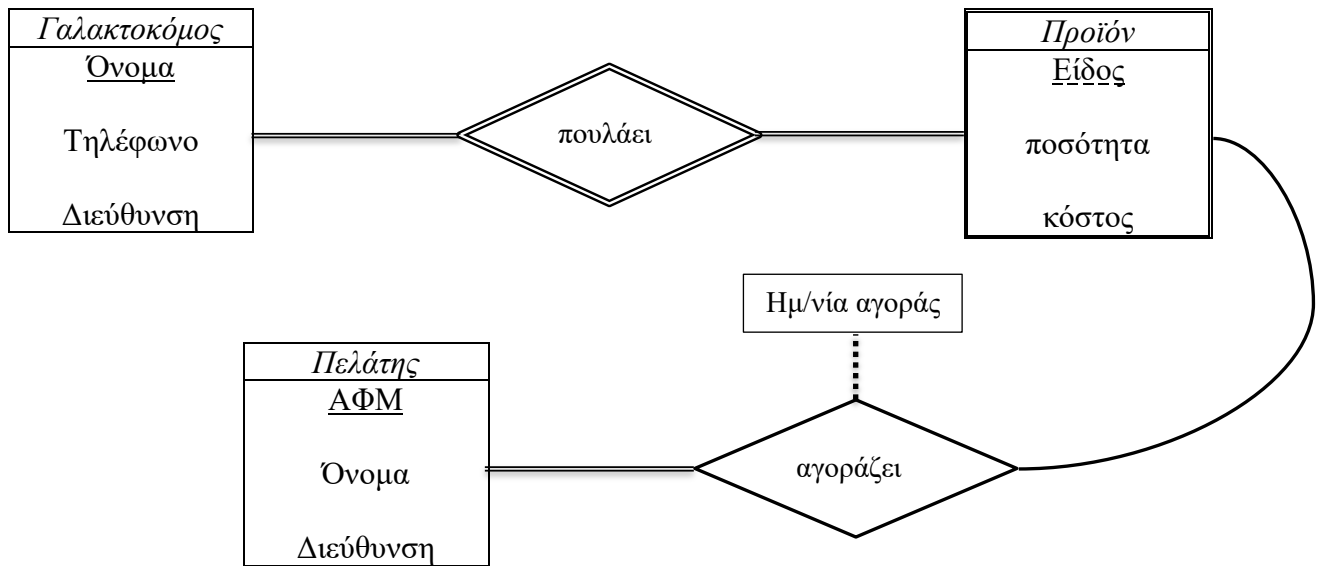 Γαλακτοκόμος
Όνομα
Τηλέφωνο
Διεύθυνση
πουλάει
Προϊόν
Είδος
ποσότητα
κόστος
Ημ/νία αγοράς
Πελάτης
ΑΦΜ
Όνομα
Διεύθυνση
αγοράζει